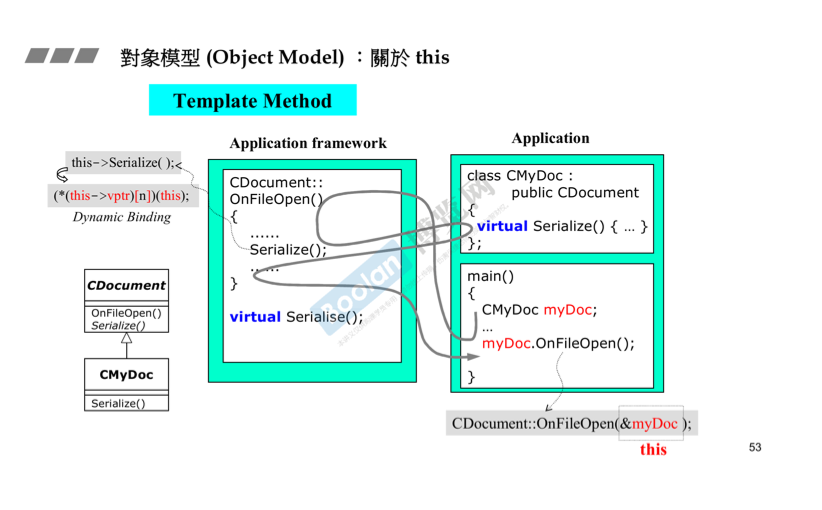 對象模型 (Object Model) ：關於 this
Template Method
Application framework
Application
this->Serialize( );
(*(this->vptr)[n])(this);
Dynamic Binding
CDocument::
OnFileOpen()
{
......
Serialize();
......
}
virtual Serialise();
class CMyDoc :
public CDocument
{
virtual Serialize() { ... }
};
main()
{
CMyDoc myDoc;
...
myDoc.OnFileOpen();
}
CDocument
OnFileOpen()
Serialize()
CMyDoc
Serialize()
CDocument::OnFileOpen(&myDoc );
this
Boolan
53